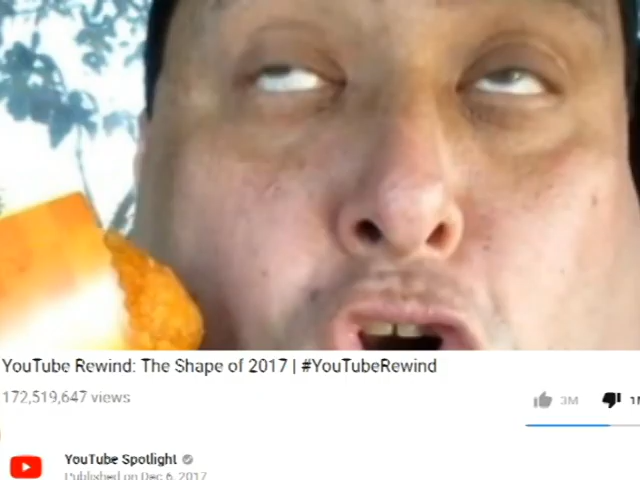 YouTube Rewind: The Shape of 2017 | #YouTubeRewind
172,519,647 views
3M
1M
YouTube Spotlight
Published on Dec 6, 2017